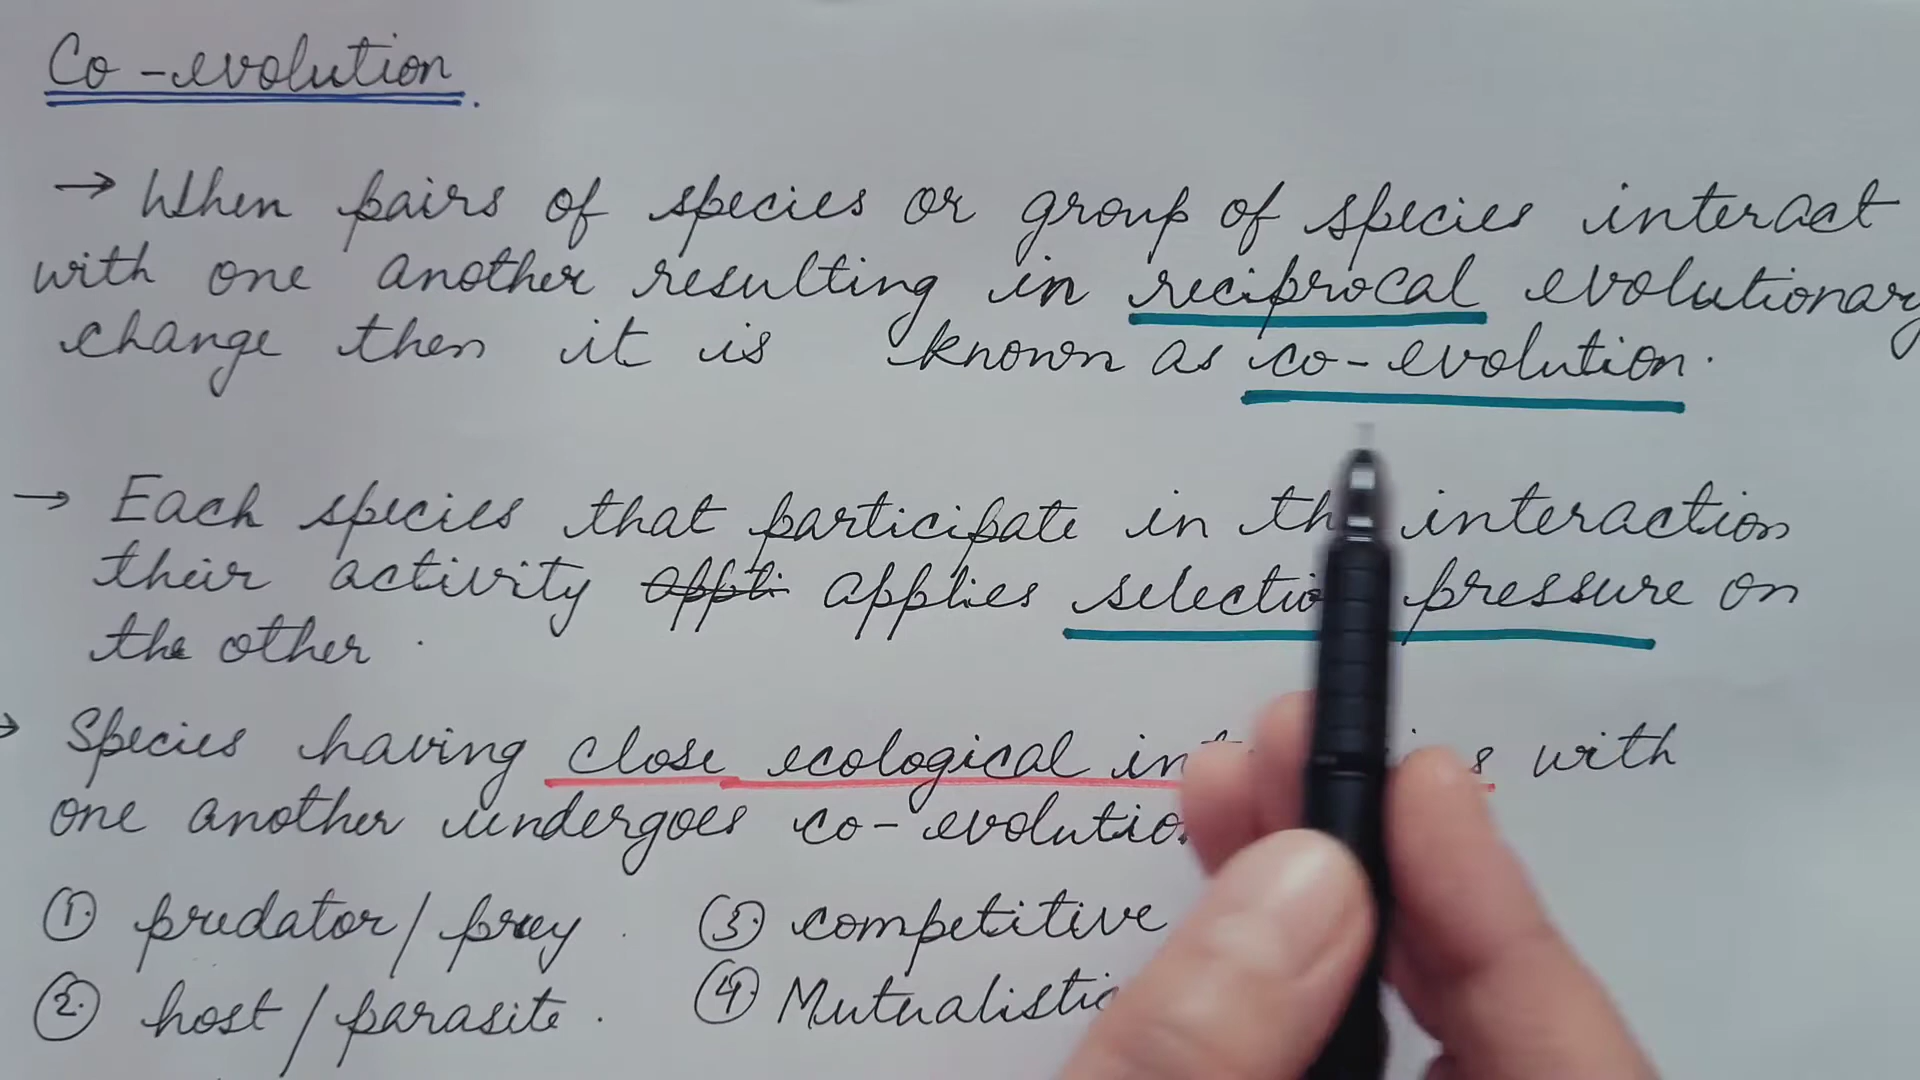 Co-evolution.
→ When pairs of species or group of species interact
with one another resulting in reciprocal evolutionary
change then it is known as co-evolution.
→ Each species that participate in the interaction
their activity applies selection pressure on
the other.
→ Species having close ecological with
one another undergoes co-evolution
①. predator/prey. ③. competitive
②. host/parasite. ④. Mutualistic